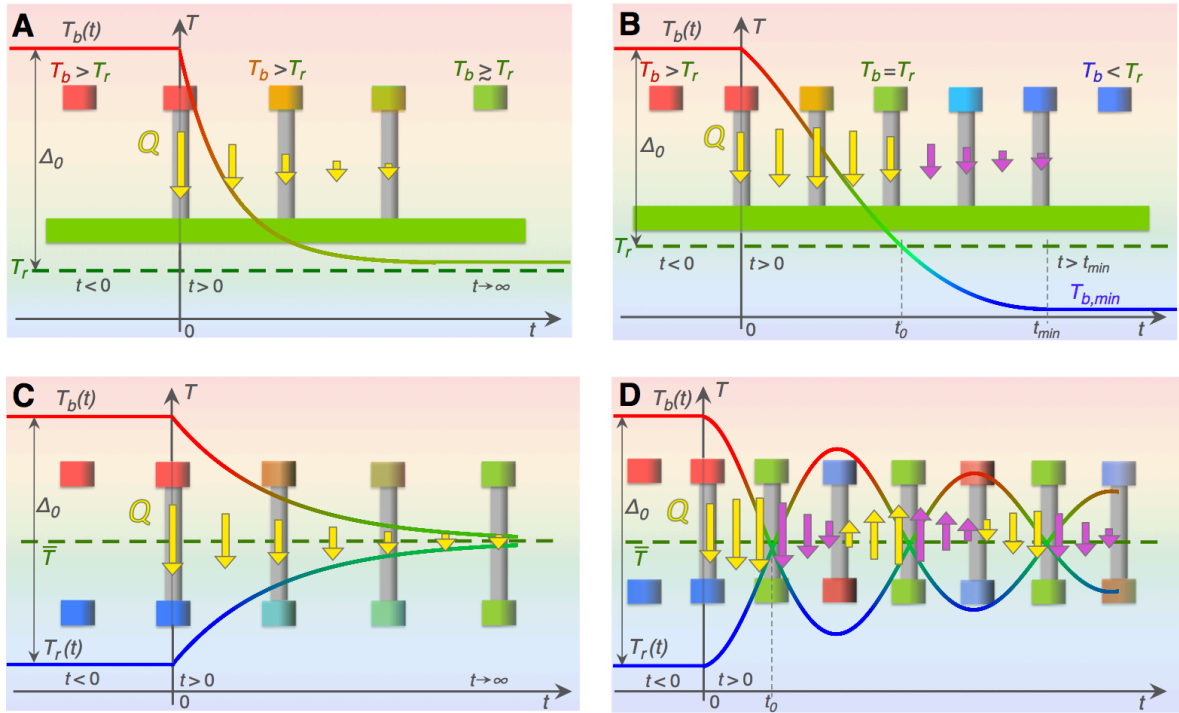 A
T_b(t)
T
T_b > T_r
T_b > T_r
T_b ≳ T_r
Q
Δ_0
T_r
t < 0
t > 0
t → ∞
0
t
B
T_b(t)
T
T_b > T_r
T_b = T_r
T_b < T_r
Q
Δ_0
T_r
t < 0
t > 0
t > t_min
T_b,min
0
t_0
t_min
t
C
T_b(t)
T
Q
Δ_0
T̅
T_r(t)
t < 0
t > 0
t → ∞
0
t
D
T_b(t)
T
Q
Δ_0
T̅
T_r(t)
t < 0
t > 0
0
t_0
t